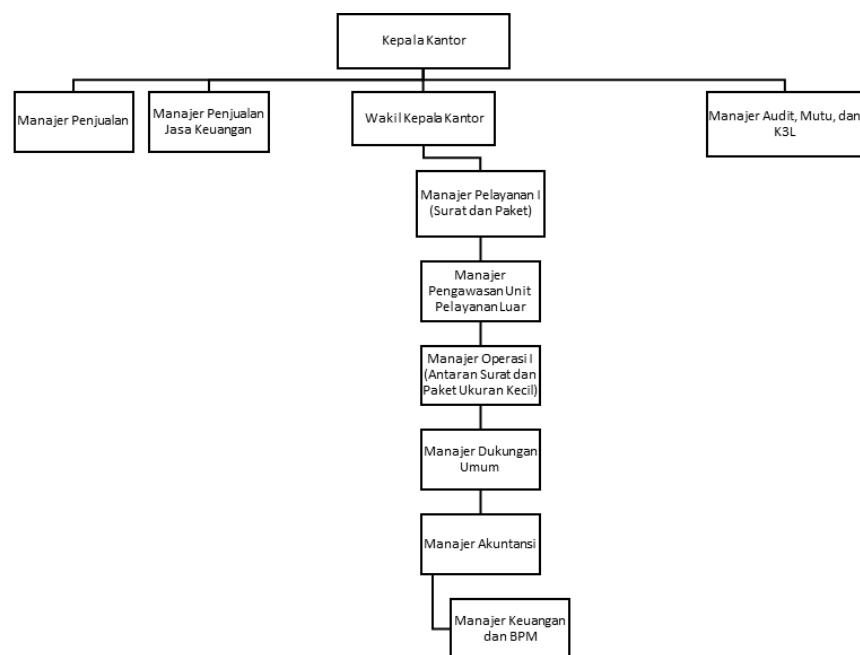 Kepala Kantor
Manajer Penjualan
Manajer Penjualan
Jasa Keuangan
Wakil Kepala Kantor
Manajer Audit, Mutu, dan
K3L
Manajer Pelayanan I
(Surat dan Paket)
Manajer
Pengawasan Unit
Pelayanan Luar
Manajer Operasi I
(Antaran Surat dan
Paket Ukuran Kecil)
Manajer Dukungan
Umum
Manajer Akuntansi
Manajer Keuangan
dan BPM